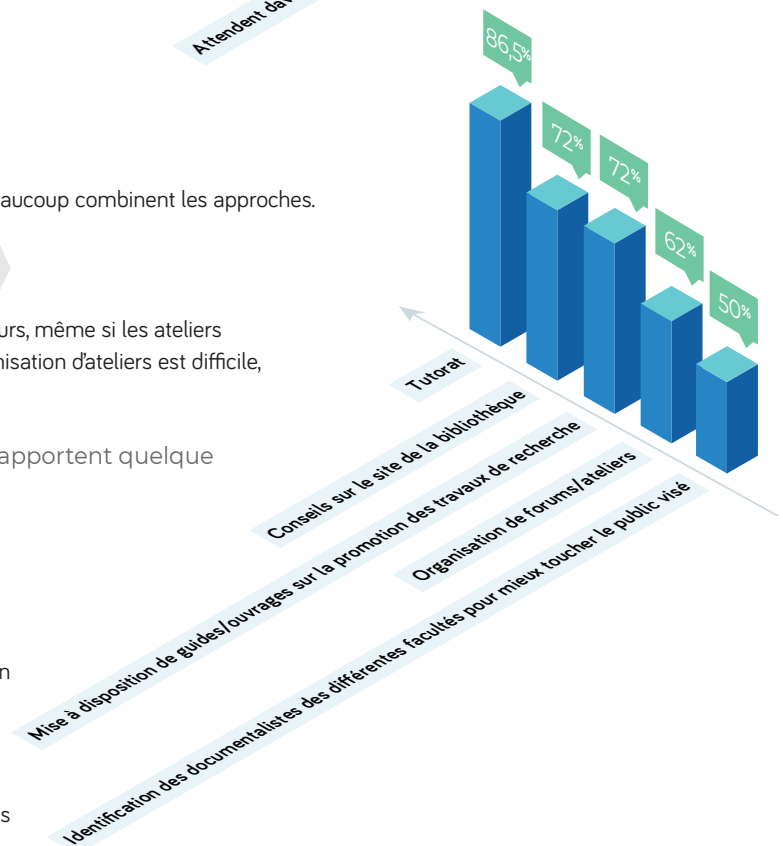 Attendent
86,5%
72%
72%
62%
50%
aucoup combinent les approches.
urs, même si les ateliers
nisation d'ateliers est difficile,
apportent quelque
Tutorat
Conseils sur le site de la bibliothèque
Mise à disposition de guides/ouvrages sur la promotion des travaux de recherche
Organisation de forums/ateliers
Identification des documentalistes des différentes facultés pour mieux toucher le public visé
n
s